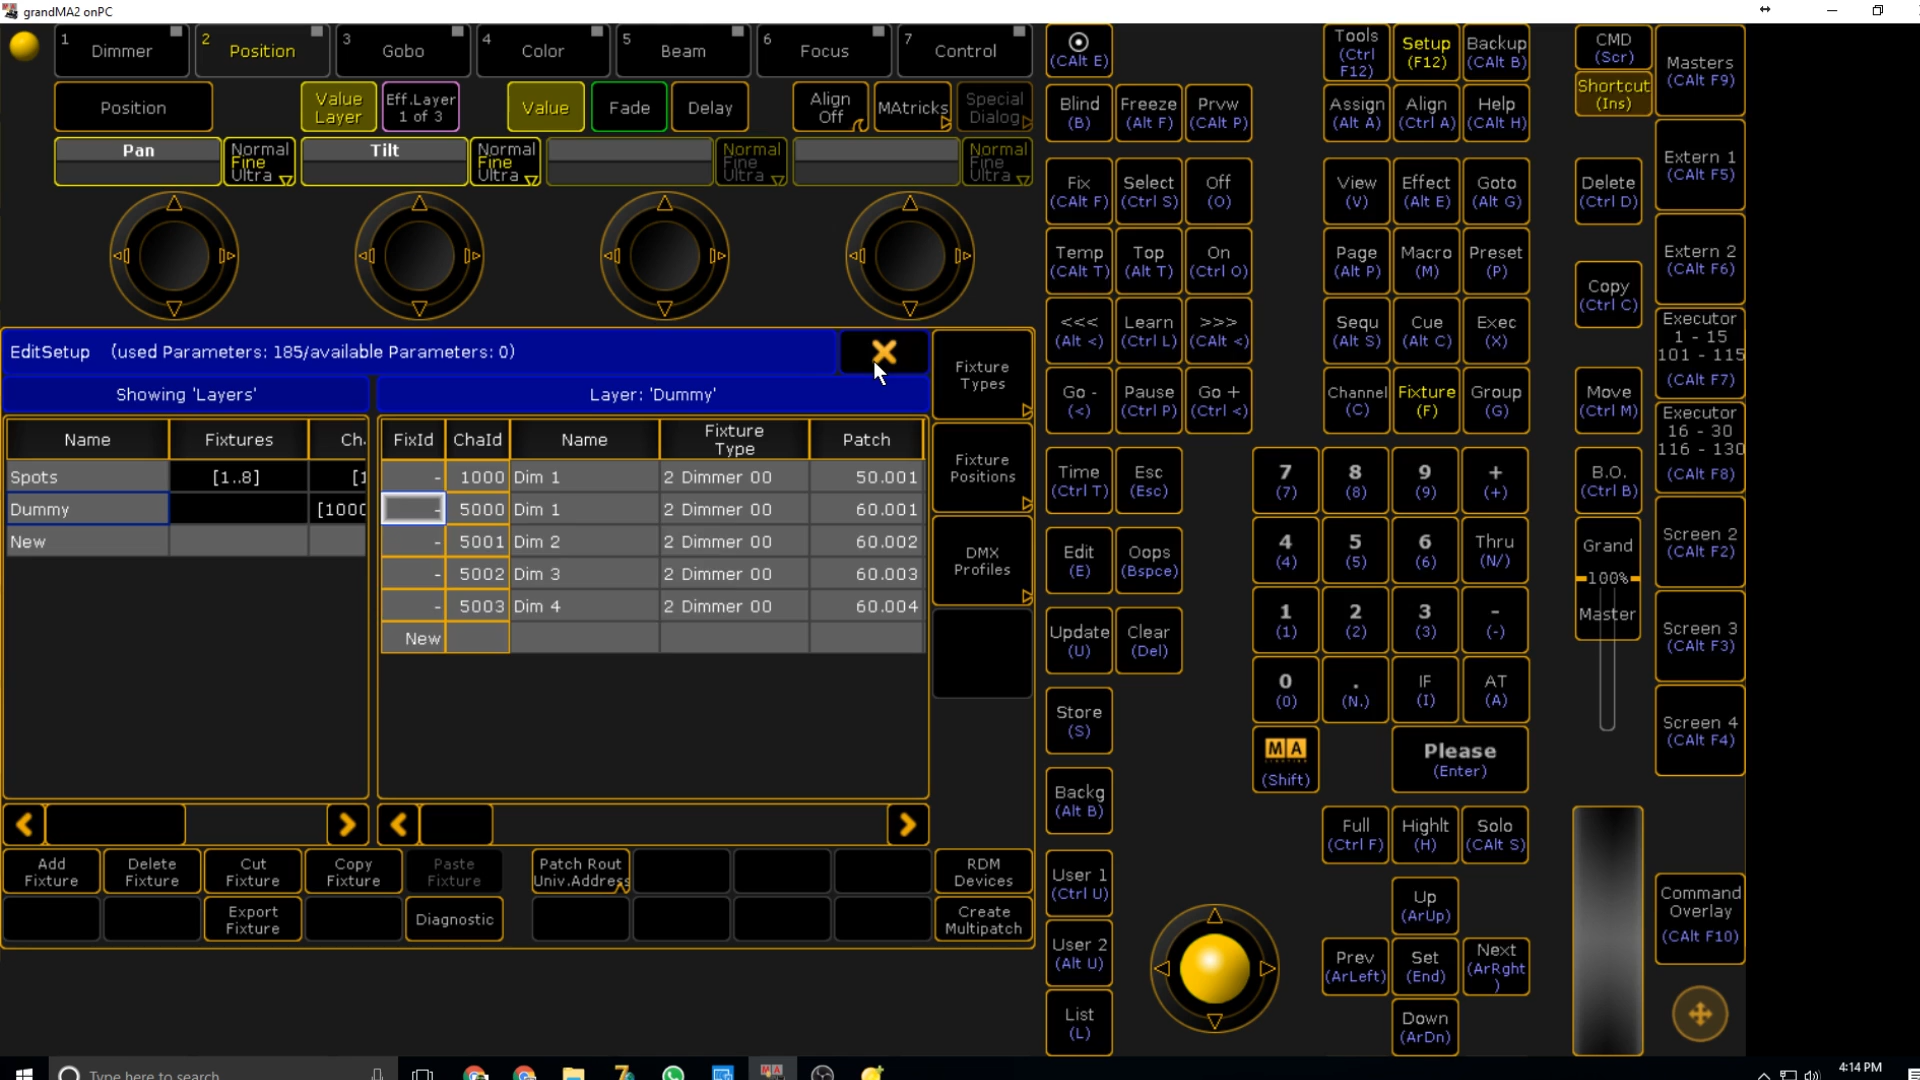 grandMA2 onPC
1 Dimmer
2 Position
3 Gobo
4 Color
5 Beam
6 Focus
7 Control
Position
Value
Layer
Eff.Layer
1 of 3
Value
Fade
Delay
Align
Off
MAtricks
Special
Dialog
Pan
Normal
Fine
Ultra
Tilt
Normal
Fine
Ultra
Normal
Fine
Ultra
Normal
Fine
Ultra
EditSetup (used Parameters: 185/available Parameters: 0)
Showing 'Layers'
Layer: 'Dummy'
Name Fixtures Ch.
Spots [1..8] [1
Dummy [1000
New
FixId ChaId Name Fixture Type Patch
- 1000 Dim 1 2 Dimmer 00 50.001
- 5000 Dim 1 2 Dimmer 00 60.001
- 5001 Dim 2 2 Dimmer 00 60.002
- 5002 Dim 3 2 Dimmer 00 60.003
- 5003 Dim 4 2 Dimmer 00 60.004
New
Fixture
Types
Fixture
Positions
DMX
Profiles
Add
Fixture
Delete
Fixture
Cut
Fixture
Copy
Fixture
Paste
Fixture
Patch Rout
Univ.Address
RDM
Devices
Export
Fixture
Diagnostic
Create
Multipatch
(CAlt E)
Tools
(Ctrl
F12)
Setup
(F12)
Backup
(CAlt B)
CMD
(Scr)
Shortcut
(Ins)
Masters
(CAlt F9)
Blind
(B)
Freeze
(Alt F)
Prvw
(CAlt P)
Assign
(Alt A)
Align
(Ctrl A)
Help
(CAlt H)
Extern 1
(CAlt F5)
Fix
(CAlt F)
Select
(Ctrl S)
Off
(O)
View
(V)
Effect
(Alt E)
Goto
(Alt G)
Delete
(Ctrl D)
Extern 2
(CAlt F6)
Temp
(CAlt T)
Top
(Alt T)
On
(Ctrl O)
Page
(Alt P)
Macro
(M)
Preset
(P)
Copy
(Ctrl C)
<<<
(Alt <)
Learn
(Ctrl L)
>>>
(CAlt <)
Sequ
(Alt S)
Cue
(Alt C)
Exec
(X)
Executor
1 - 15
101 - 115
(CAlt F7)
Go -
(<)
Pause
(Ctrl P)
Go +
(Ctrl <)
Channel
(C)
Fixture
(F)
Group
(G)
Move
(Ctrl M)
Executor
16 - 30
116 - 130
(CAlt F8)
Time
(Ctrl T)
Esc
(Esc)
7
(7)
8
(8)
9
(9)
+
(+)
B.O.
(Ctrl B)
Edit
(E)
Oops
(Bspce)
4
(4)
5
(5)
6
(6)
Thru
(N/)
Grand
100%
Master
Screen 2
(CAlt F2)
Update
(U)
Clear
(Del)
1
(1)
2
(2)
3
(3)
-
(-)
Screen 3
(CAlt F3)
Store
(S)
0
(0)
.
(N.)
IF
(I)
AT
(A)
Screen 4
(CAlt F4)
MA
LIGHTING
(Shift)
Please
(Enter)
Backg
(Alt B)
Full
(Ctrl F)
Highlt
(H)
Solo
(CAlt S)
User 1
(Ctrl U)
Up
(ArUp)
Command
Overlay
(CAlt F10)
User 2
(Alt U)
Prev
(ArLeft)
Set
(End)
Next
(ArRght
)
List
(L)
Down
(ArDn)
Type here to search
4:14 PM